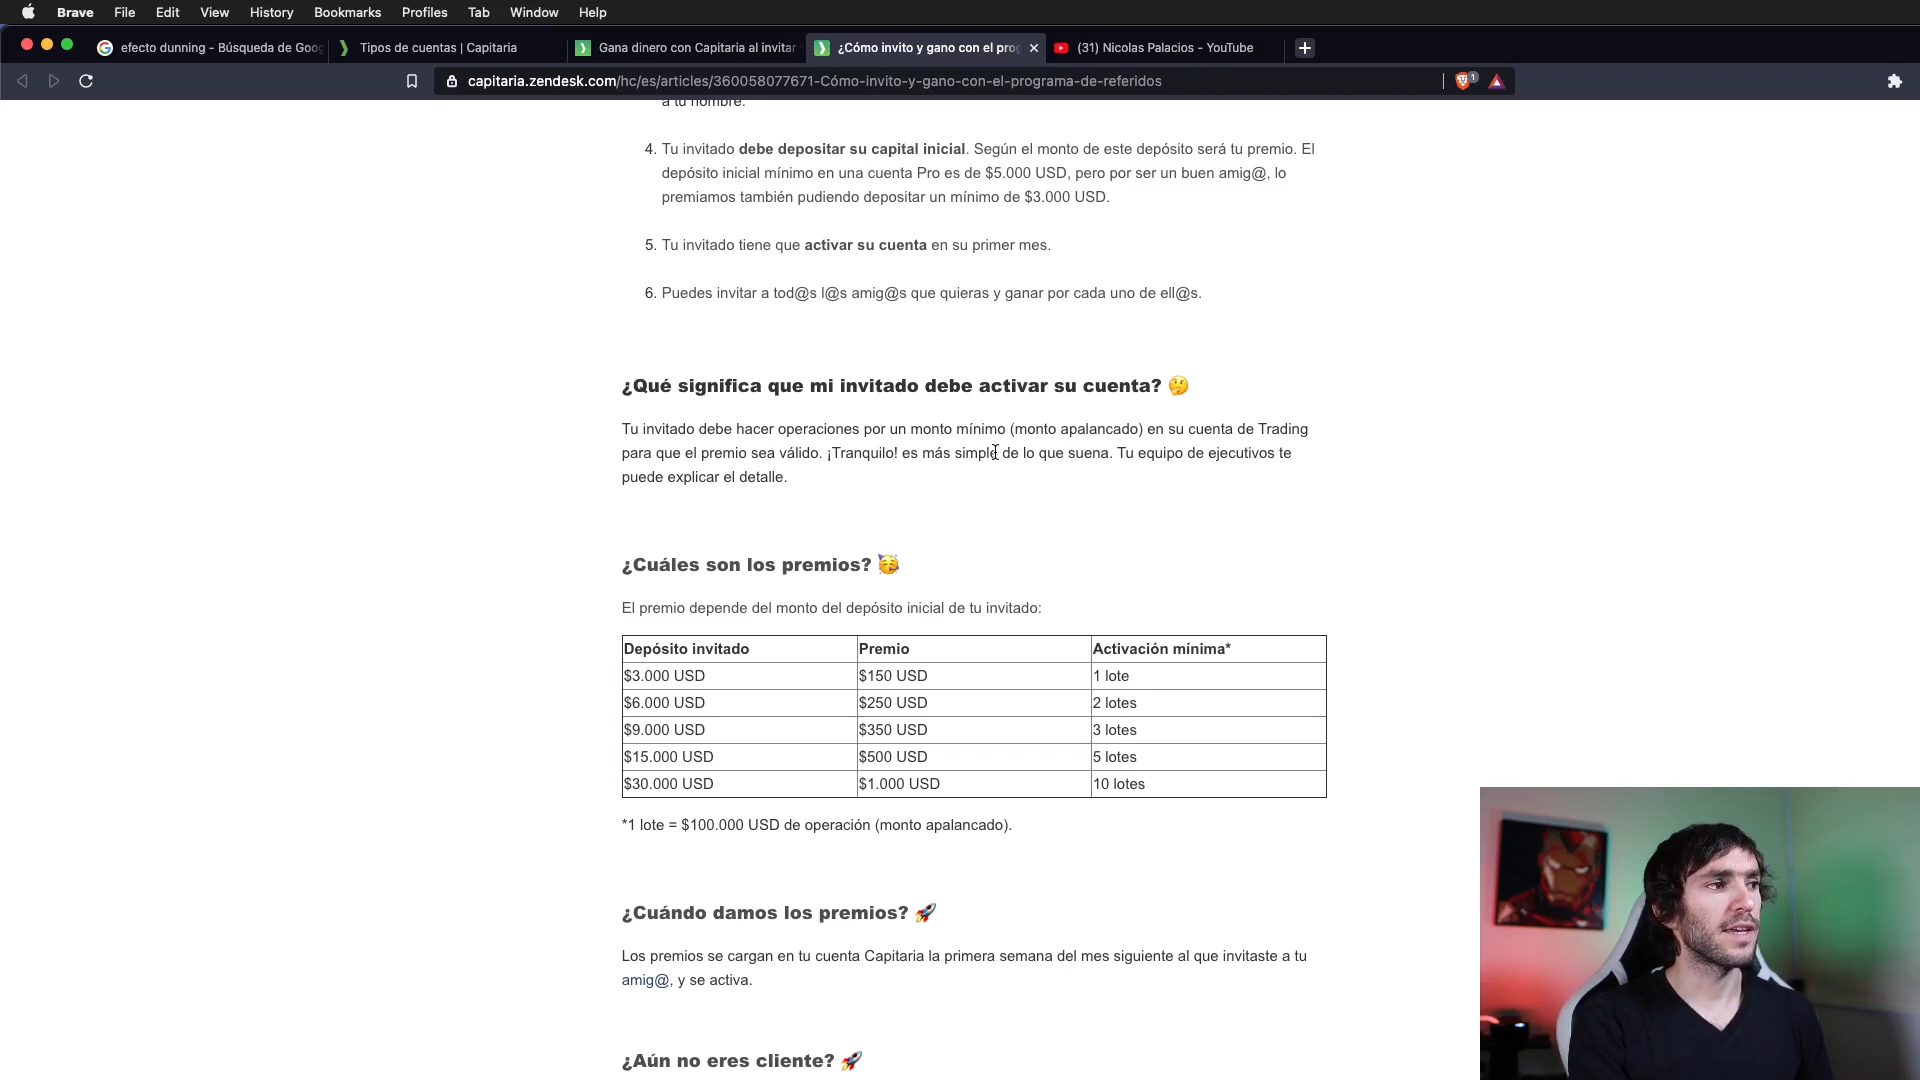 Brave File Edit View History Bookmarks Profiles Tab Window Help
efecto dunning - Búsqueda de Goog
Tipos de cuentas | Capitaria
Gana dinero con Capitaria al invitar
¿Cómo invito y gano con el prog
(31) Nicolas Palacios - YouTube
capitaria.zendesk.com/hc/es/articles/360058077671-Cómo-invito-y-gano-con-el-programa-de-referidos
1
a tu nombre.
4. Tu invitado debe depositar su capital inicial. Según el monto de este depósito será tu premio. El
depósito inicial mínimo en una cuenta Pro es de $5.000 USD, pero por ser un buen amig@, lo
premiamos también pudiendo depositar un mínimo de $3.000 USD.
5. Tu invitado tiene que activar su cuenta en su primer mes.
6. Puedes invitar a tod@s l@s amig@s que quieras y ganar por cada uno de ell@s.
¿Qué significa que mi invitado debe activar su cuenta? 🤔
Tu invitado debe hacer operaciones por un monto mínimo (monto apalancado) en su cuenta de Trading
para que el premio sea válido. ¡Tranquilo! es más simple de lo que suena. Tu equipo de ejecutivos te
puede explicar el detalle.
¿Cuáles son los premios? 🥳
El premio depende del monto del depósito inicial de tu invitado:
Depósito invitado Premio Activación mínima*
$3.000 USD $150 USD 1 lote
$6.000 USD $250 USD 2 lotes
$9.000 USD $350 USD 3 lotes
$15.000 USD $500 USD 5 lotes
$30.000 USD $1.000 USD 10 lotes
*1 lote = $100.000 USD de operación (monto apalancado).
¿Cuándo damos los premios? 🚀
Los premios se cargan en tu cuenta Capitaria la primera semana del mes siguiente al que invitaste a tu
amig@, y se activa.
¿Aún no eres cliente? 🚀